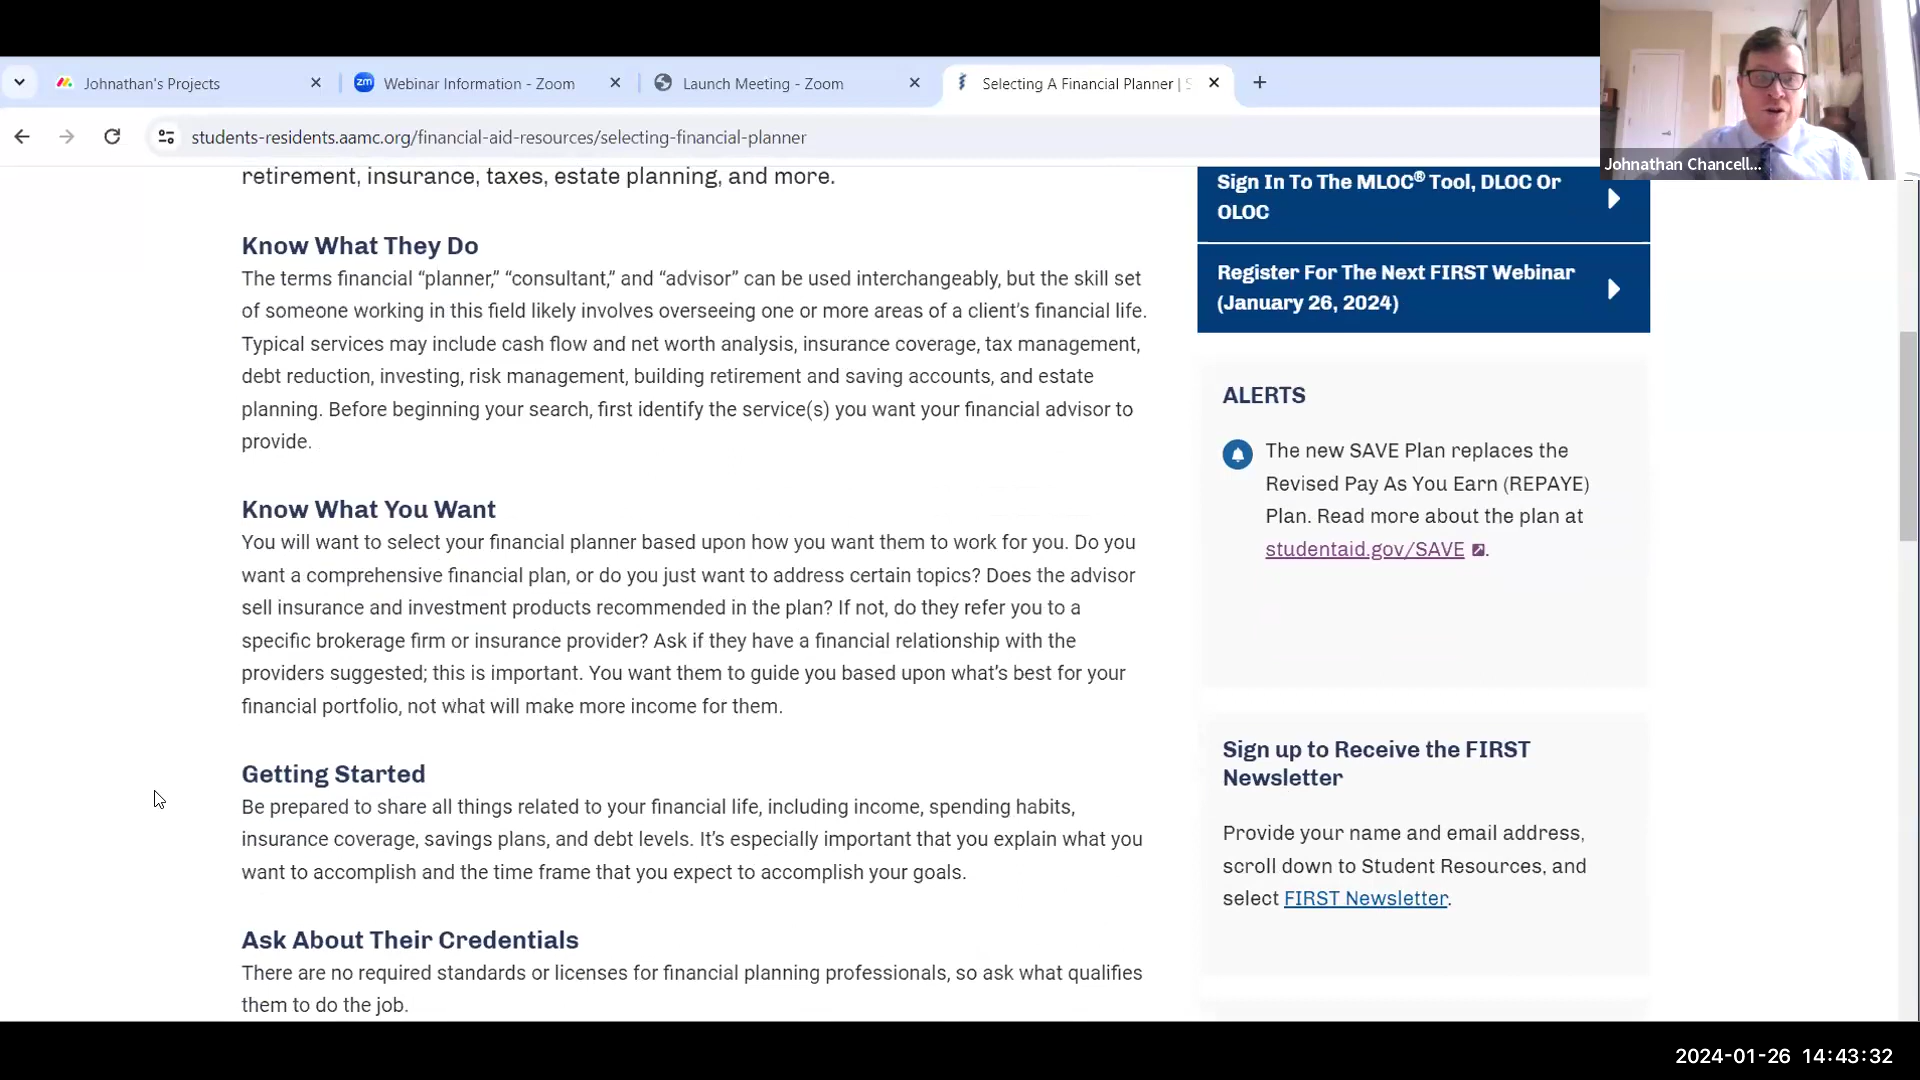 Johnathan's Projects
Webinar Information - Zoom
Launch Meeting - Zoom
Selecting A Financial Planner | S
students-residents.aamc.org/financial-aid-resources/selecting-financial-planner
Johnathan Chancell...
retirement, insurance, taxes, estate planning, and more.
Know What They Do
The terms financial “planner,” “consultant,” and “advisor” can be used interchangeably, but the skill set
of someone working in this field likely involves overseeing one or more areas of a client’s financial life.
Typical services may include cash flow and net worth analysis, insurance coverage, tax management,
debt reduction, investing, risk management, building retirement and saving accounts, and estate
planning. Before beginning your search, first identify the service(s) you want your financial advisor to
provide.
Know What You Want
You will want to select your financial planner based upon how you want them to work for you. Do you
want a comprehensive financial plan, or do you just want to address certain topics? Does the advisor
sell insurance and investment products recommended in the plan? If not, do they refer you to a
specific brokerage firm or insurance provider? Ask if they have a financial relationship with the
providers suggested; this is important. You want them to guide you based upon what’s best for your
financial portfolio, not what will make more income for them.
Getting Started
Be prepared to share all things related to your financial life, including income, spending habits,
insurance coverage, savings plans, and debt levels. It’s especially important that you explain what you
want to accomplish and the time frame that you expect to accomplish your goals.
Ask About Their Credentials
There are no required standards or licenses for financial planning professionals, so ask what qualifies
them to do the job.
Sign In To The MLOC® Tool, DLOC Or
OLOC
Register For The Next FIRST Webinar
(January 26, 2024)
ALERTS
The new SAVE Plan replaces the
Revised Pay As You Earn (REPAYE)
Plan. Read more about the plan at
studentaid.gov/SAVE.
Sign up to Receive the FIRST
Newsletter
Provide your name and email address,
scroll down to Student Resources, and
select FIRST Newsletter.
2024-01-26 14:43:32